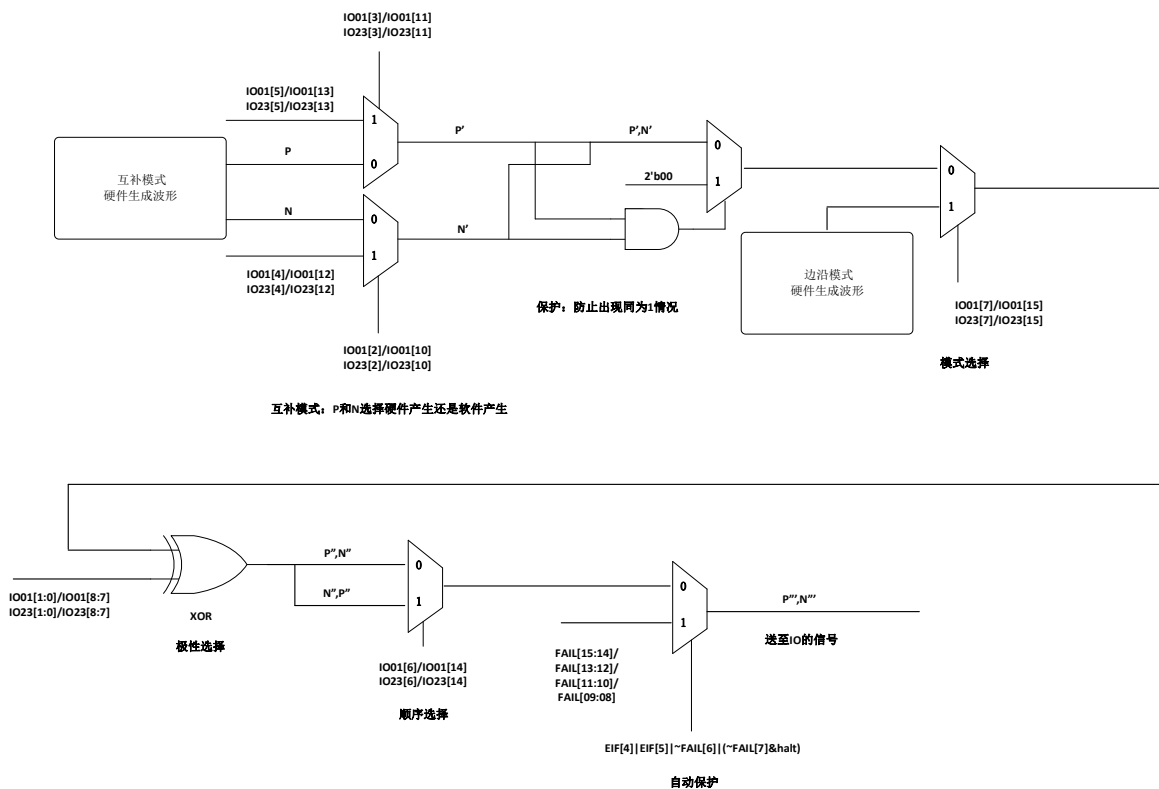 IO01[3]/IO01[11]
IO23[3]/IO23[11]
IO01[5]/IO01[13]
IO23[5]/IO23[13]
1
P
0
互补模式
硬件生成波形
N
0
1
IO01[4]/IO01[12]
IO23[4]/IO23[12]
IO01[2]/IO01[10]
IO23[2]/IO23[10]
互补模式：P和N选择硬件产生还是软件产生
P'
N'
P',N'
0
2'b00
1
保护：防止出现同为1情况
0
1
边沿模式
硬件生成波形
IO01[7]/IO01[15]
IO23[7]/IO23[15]
模式选择
IO01[1:0]/IO01[8:7]
IO23[1:0]/IO23[8:7]
XOR
极性选择
P'',N''
0
N'',P''
1
IO01[6]/IO01[14]
IO23[6]/IO23[14]
顺序选择
0
1
FAIL[15:14]/
FAIL[13:12]/
FAIL[11:10]/
FAIL[09:08]
P''',N'''
送至IO的信号
EIF[4]|EIF[5]|~FAIL[6]|(~FAIL[7]&halt)
自动保护